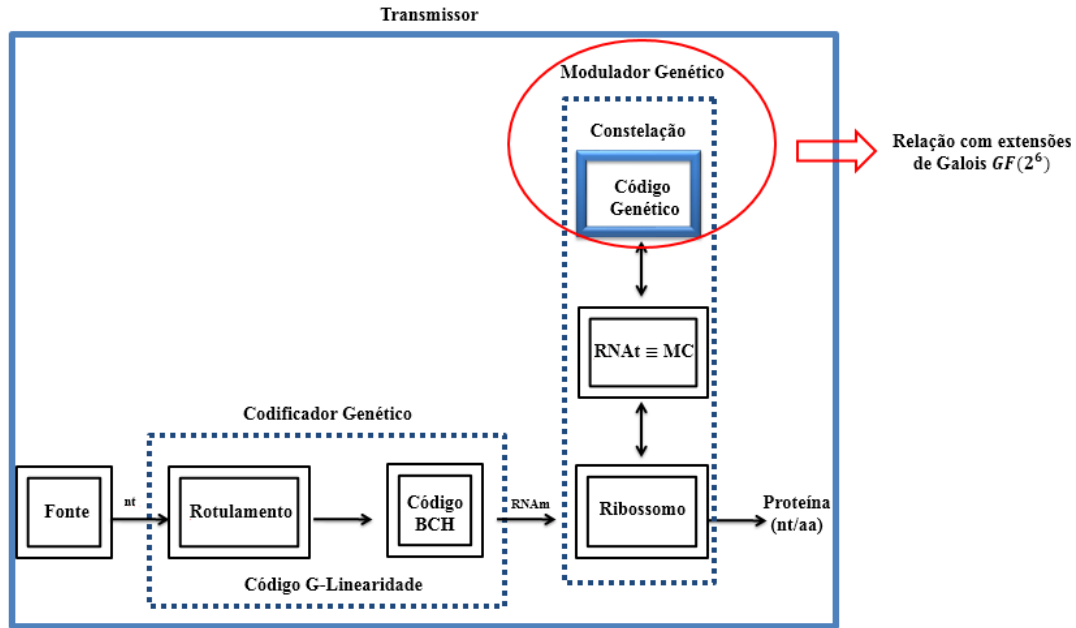 Transmissor
Modulador Genético
Constelação
Código
Genético
Relação com extensões
de Galois GF(2⁶)
RNAt ≡ MC
Codificador Genético
Fonte
nt
Rotulamento
Código
BCH
RNAm
Ribossomo
Proteína
(nt/aa)
Código G-Linearidade